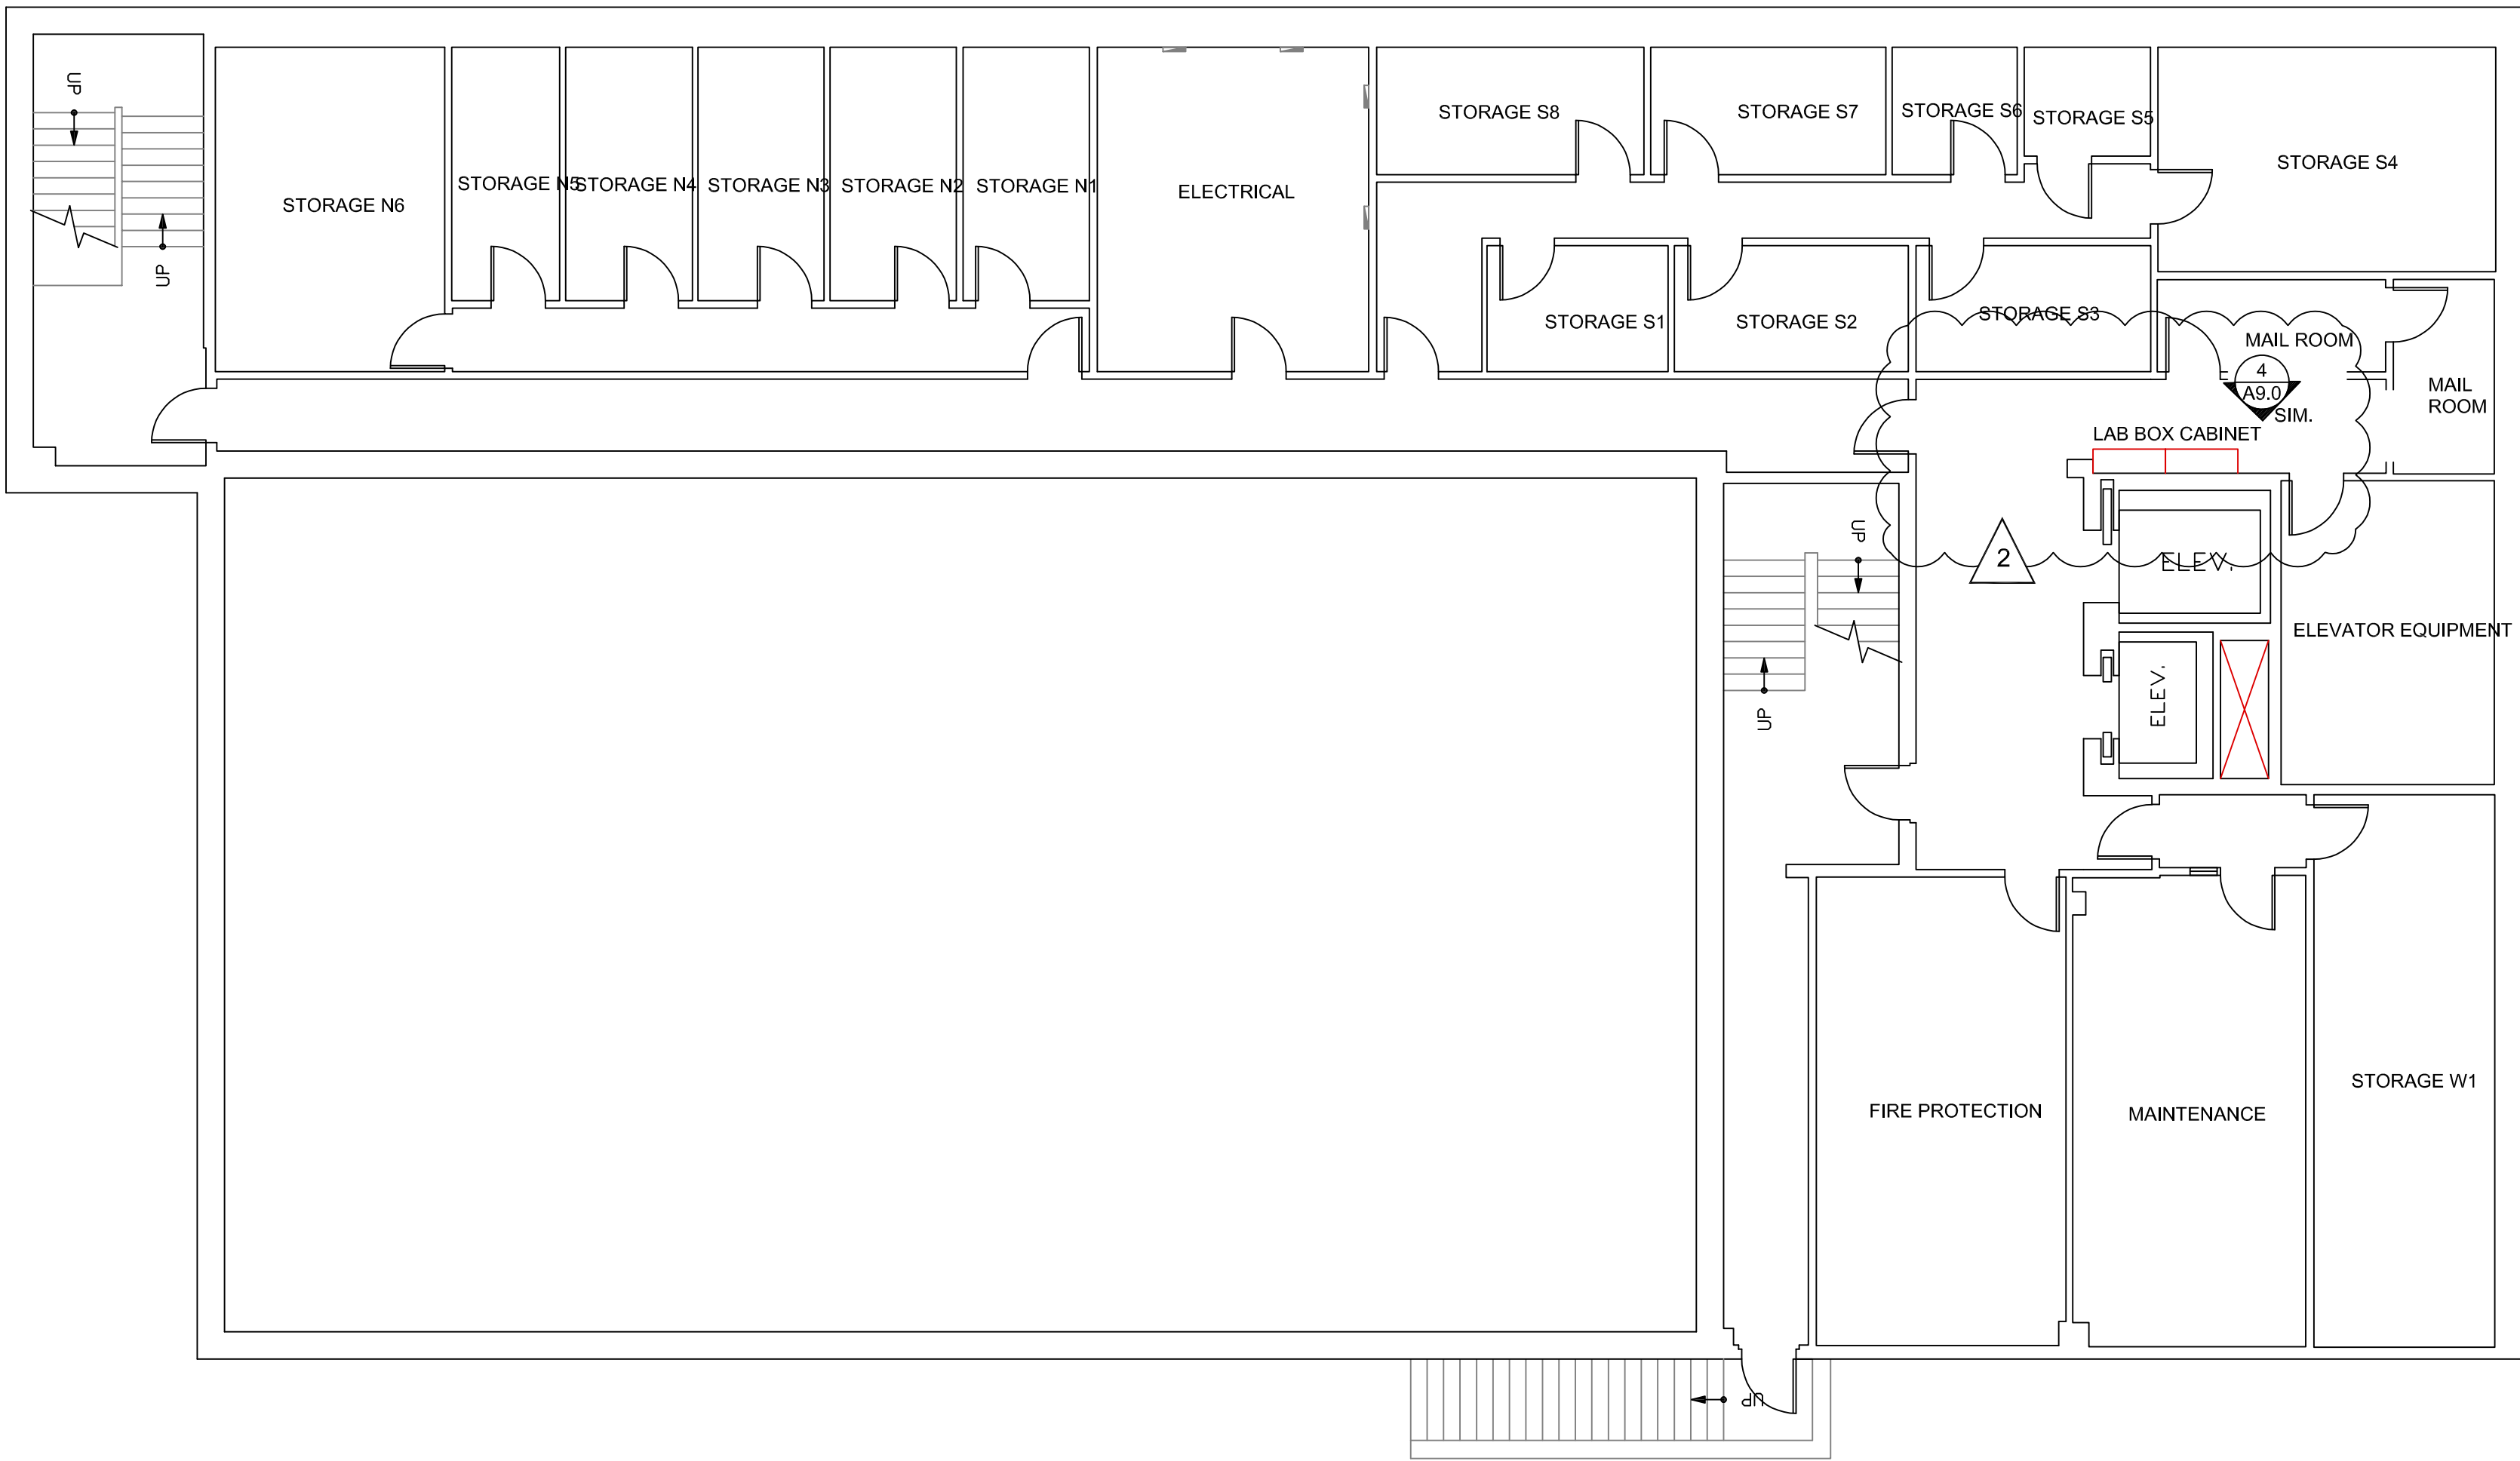 UP
UP
STORAGE N6
STORAGE N5
STORAGE N4
STORAGE N3
STORAGE N2
STORAGE N1
ELECTRICAL
STORAGE S8
STORAGE S7
STORAGE S6
STORAGE S5
STORAGE S4
STORAGE S1
STORAGE S2
STORAGE S3
MAIL ROOM
4
A9.0
SIM.
MAIL
ROOM
LAB BOX CABINET
UP
UP
2
ELEV.
ELEV.
ELEVATOR EQUIPMENT
FIRE PROTECTION
MAINTENANCE
STORAGE W1
UP